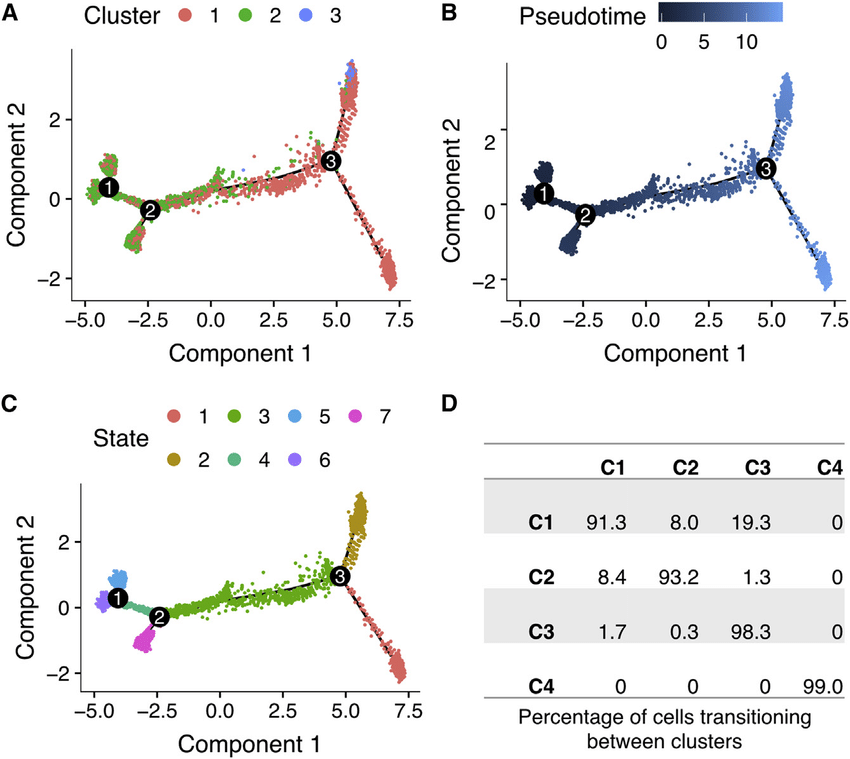 A
Cluster 1 2 3
Component 2
2
0
−2
1
2
3
−5.0 −2.5 0.0 2.5 5.0 7.5
Component 1
B
Pseudotime
0 5 10
Component 2
2
0
−2
1
2
3
−5.0 −2.5 0.0 2.5 5.0 7.5
Component 1
C
State
1 3 5 7
2 4 6
Component 2
2
0
−2
1
2
3
−5.0 −2.5 0.0 2.5 5.0 7.5
Component 1
D
C1 C2 C3 C4
C1 91.3 8.0 19.3 0
C2 8.4 93.2 1.3 0
C3 1.7 0.3 98.3 0
C4 0 0 0 99.0
Percentage of cells transitioning
between clusters